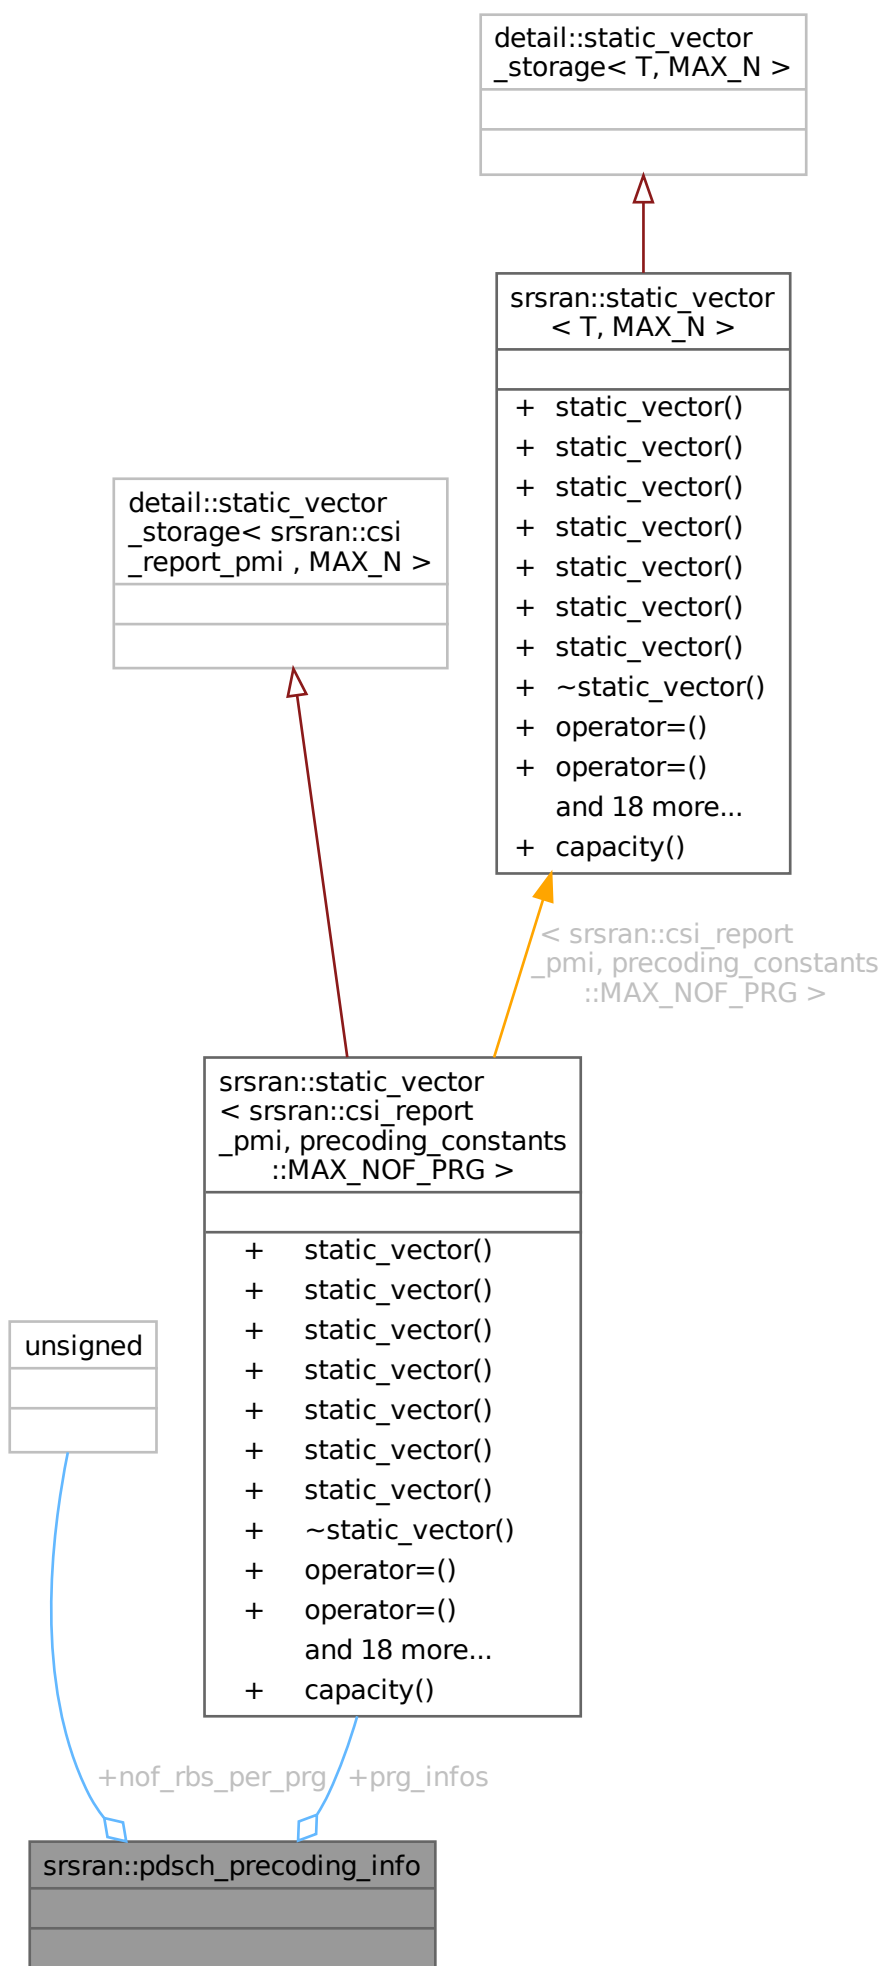 detail::static_vector
_storage< T, MAX_N >
srsran::static_vector
< T, MAX_N >
+ static_vector()
+ static_vector()
+ static_vector()
+ static_vector()
+ static_vector()
+ static_vector()
+ static_vector()
+ ~static_vector()
+ operator=()
+ operator=()
and 18 more...
+ capacity()
detail::static_vector
_storage< srsran::csi
_report_pmi , MAX_N >
< srsran::csi_report
_pmi, precoding_constants
::MAX_NOF_PRG >
srsran::static_vector
< srsran::csi_report
_pmi, precoding_constants
::MAX_NOF_PRG >
+ static_vector()
+ static_vector()
+ static_vector()
+ static_vector()
+ static_vector()
+ static_vector()
+ static_vector()
+ ~static_vector()
+ operator=()
+ operator=()
and 18 more...
+ capacity()
unsigned
+nof_rbs_per_prg
+prg_infos
srsran::pdsch_precoding_info